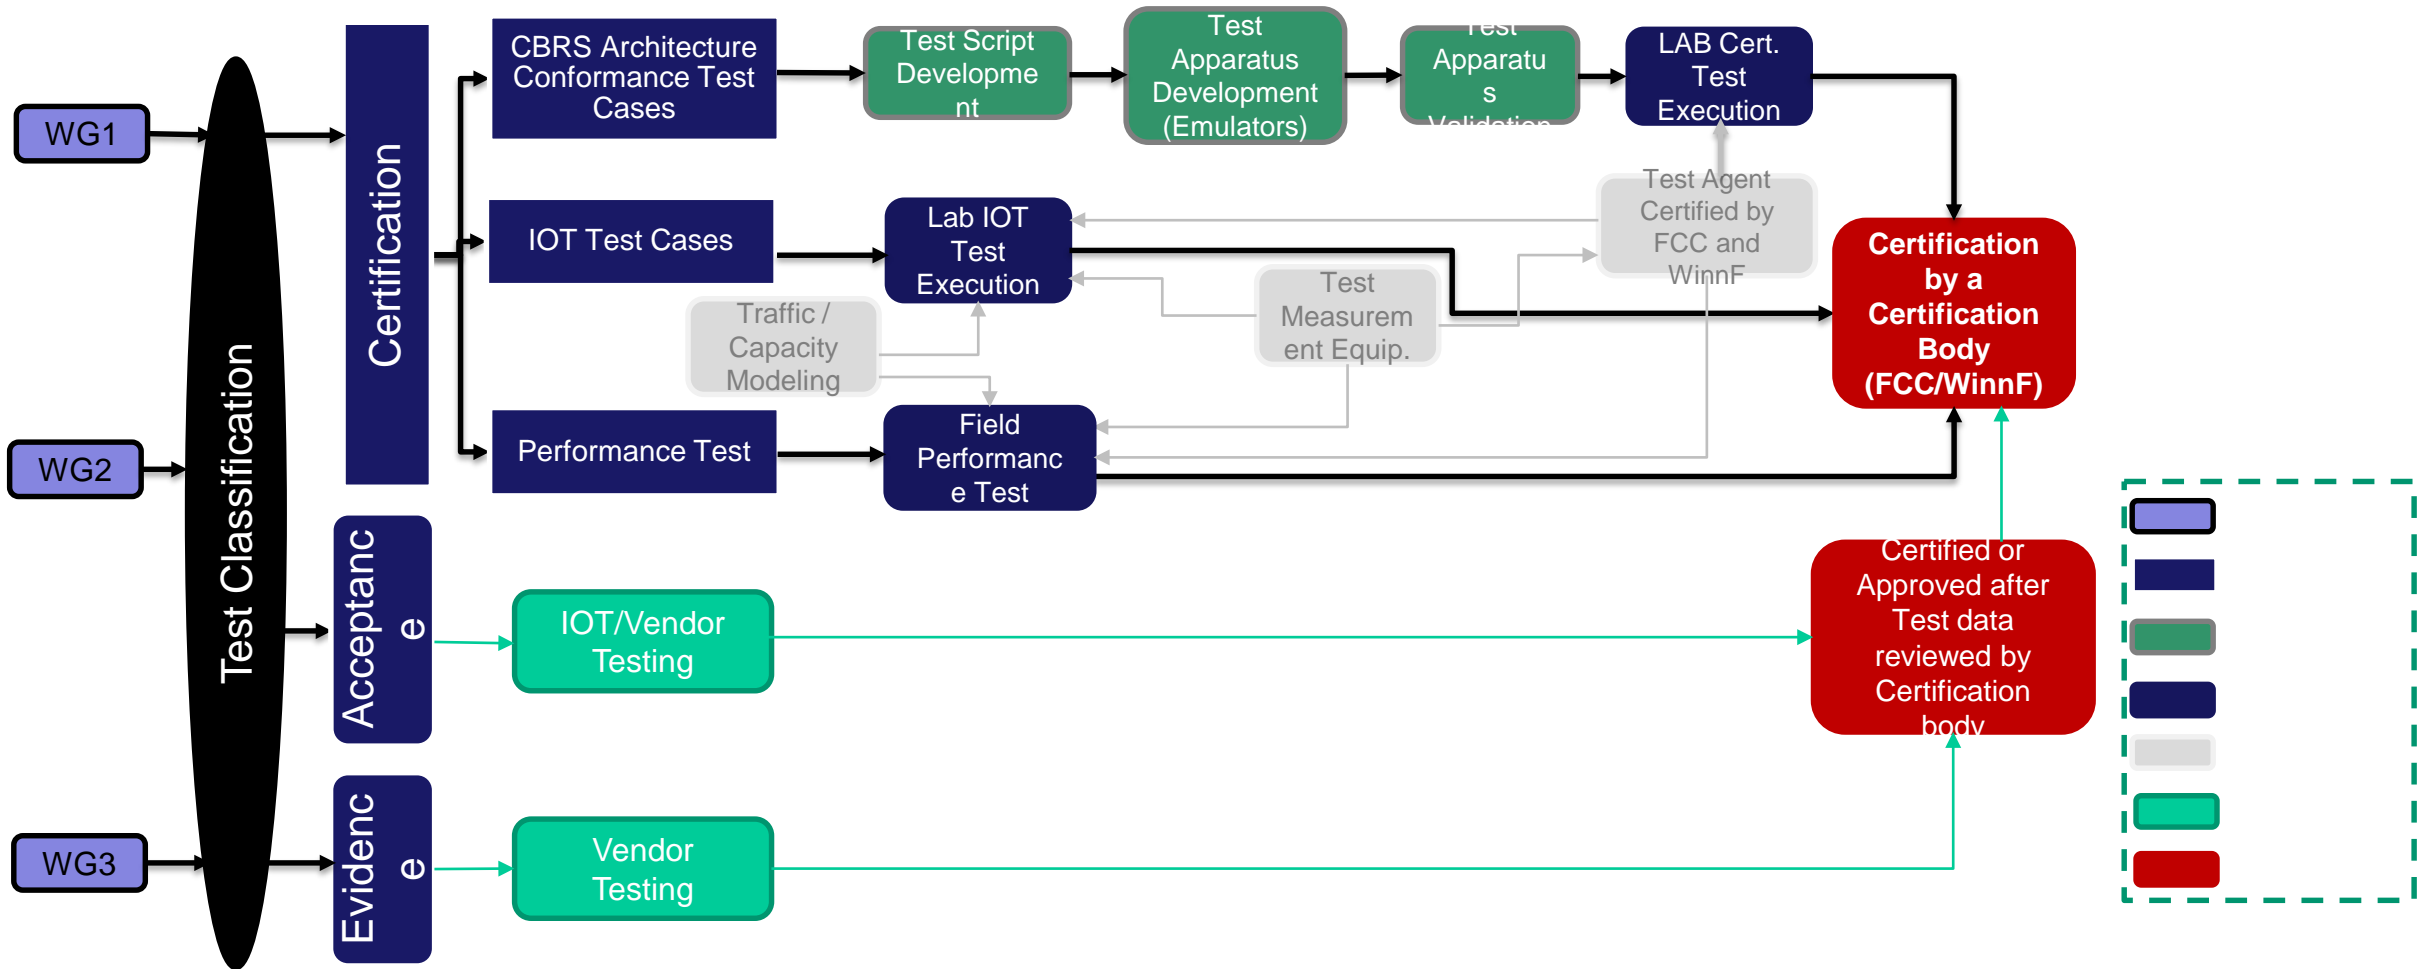 WG1
WG2
WG3
Test Classification
Certification
Acceptanc
e
Evidenc
e
CBRS Architecture
Conformance Test
Cases
Test Script
Developme
nt
Test
Apparatus
Development
(Emulators)
Test
Apparatu
s
Validation
LAB Cert.
Test
Execution
IOT Test Cases
Lab IOT
Test
Execution
Test Agent
Certified by
FCC and
WinnF
Traffic /
Capacity
Modeling
Test
Measurem
ent Equip.
Certification
by a
Certification
Body
(FCC/WinnF)
Performance Test
Field
Performanc
e Test
IOT/Vendor
Testing
Certified or
Approved after
Test data
reviewed by
Certification
body
Vendor
Testing